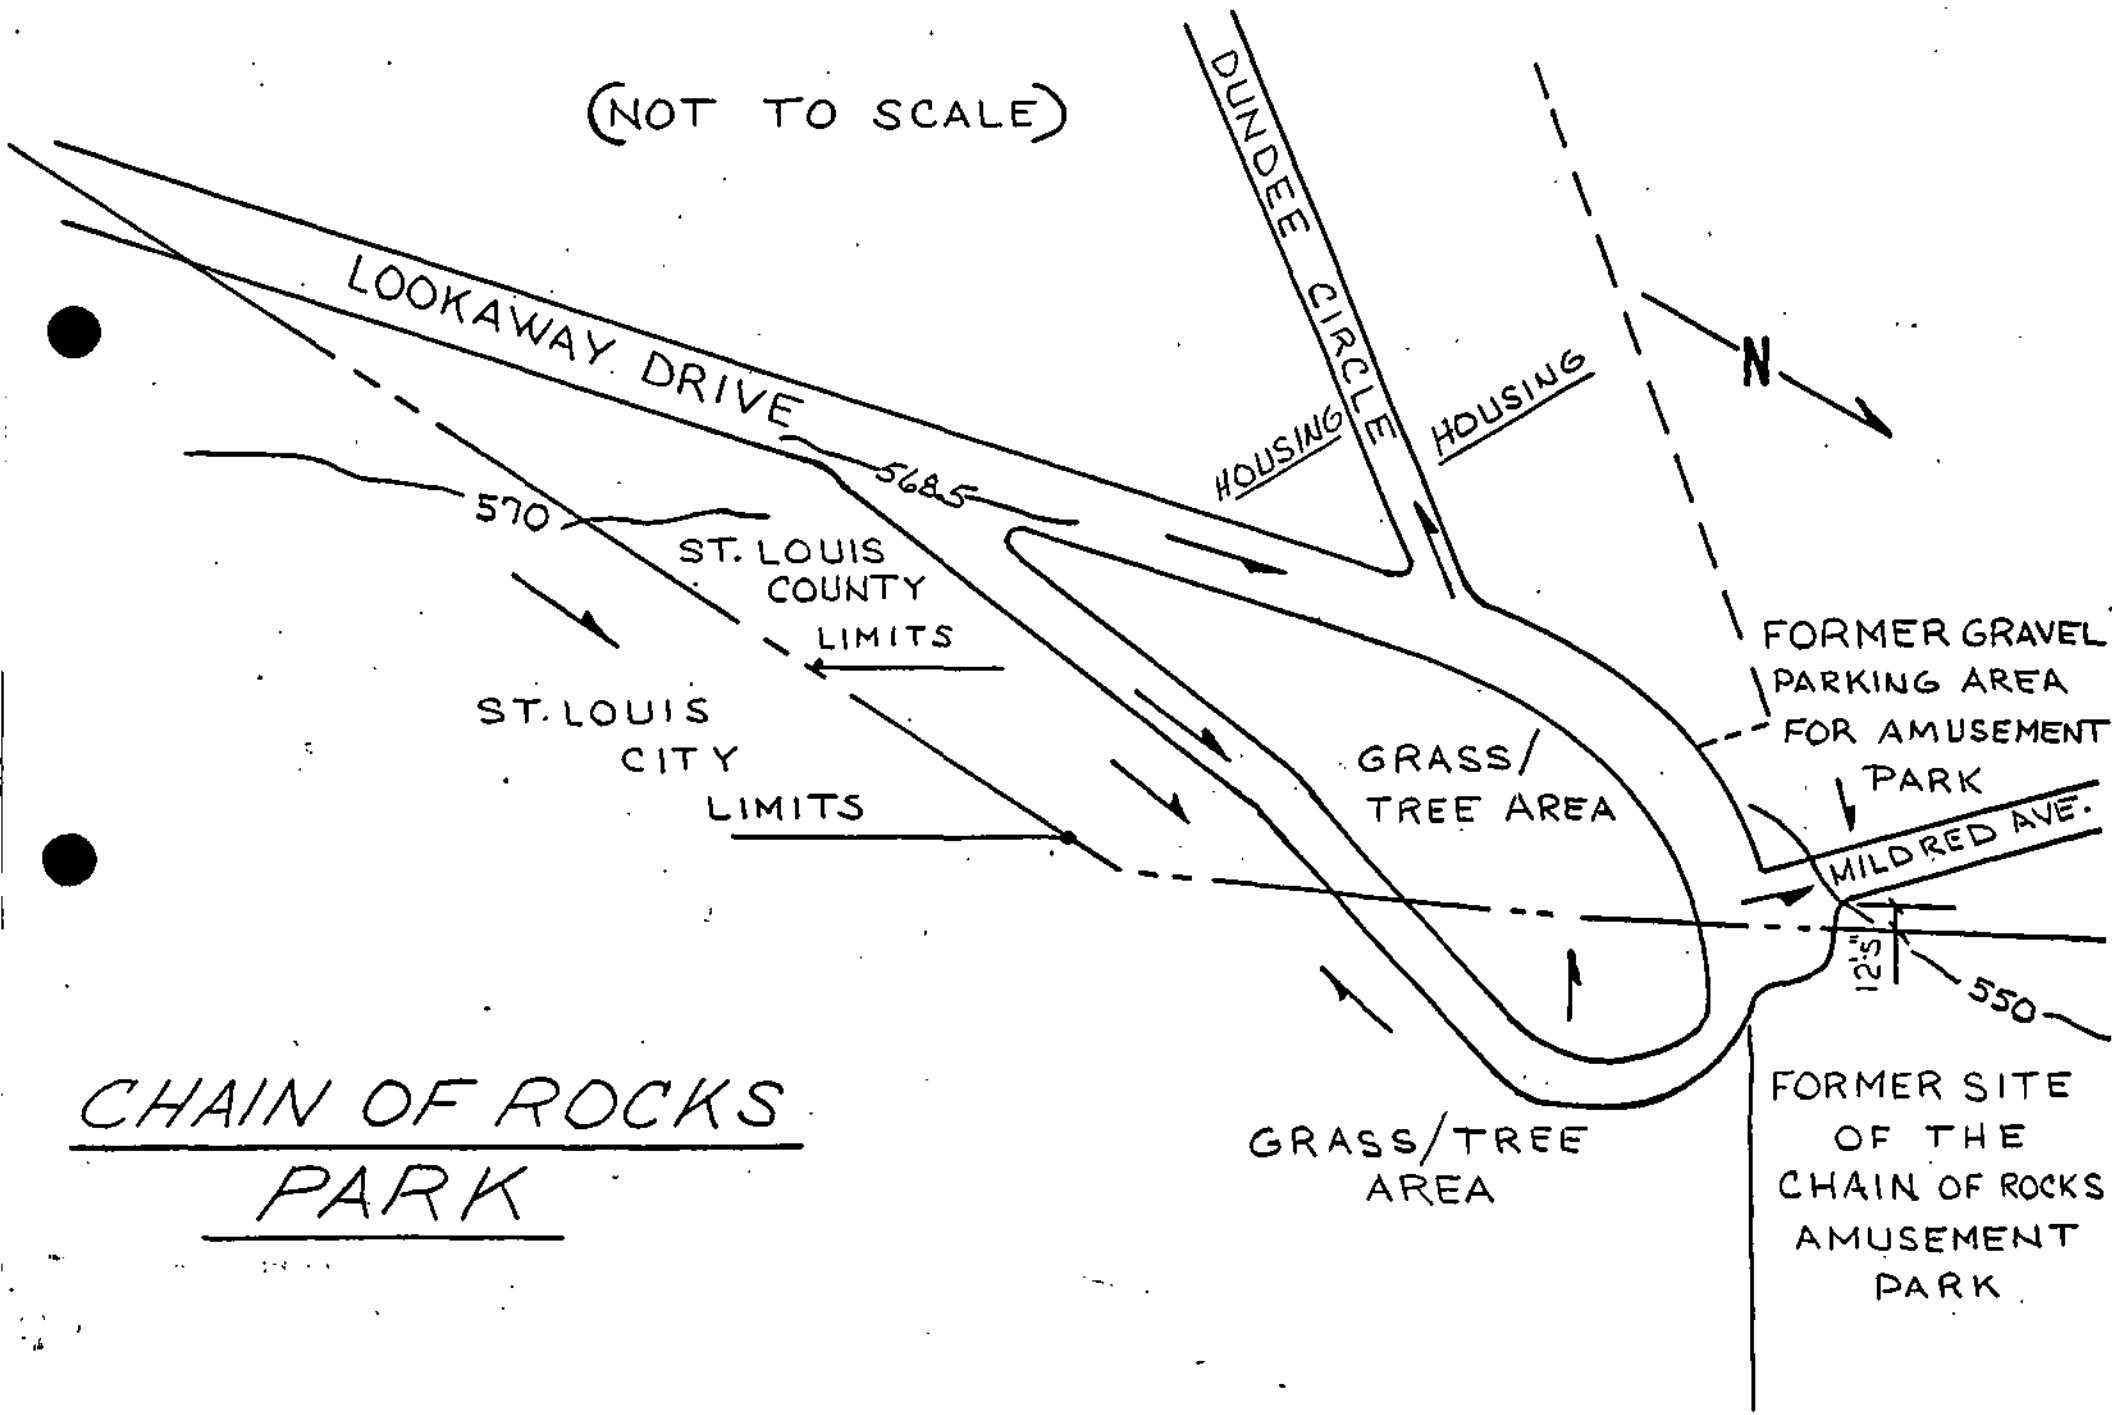 (NOT TO SCALE)
DUNDEE CIRCLE
LOOKAWAY DRIVE
N
HOUSING
HOUSING
568.5
570
ST. LOUIS
COUNTY
LIMITS
ST. LOUIS
CITY
LIMITS
GRASS/
TREE AREA
FORMER GRAVEL
PARKING AREA
FOR AMUSEMENT
PARK
MILDRED AVE.
12'5"
550
CHAIN OF ROCKS
PARK
GRASS/TREE
AREA
FORMER SITE
OF THE
CHAIN OF ROCKS
AMUSEMENT
PARK